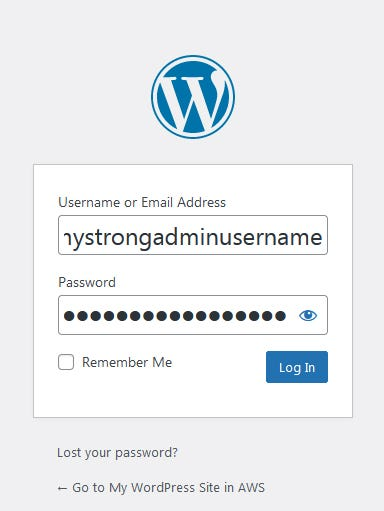 Username or Email Address
nystrongadminusername
Password
•••••••••••••••••
Remember Me
Log In
Lost your password?
← Go to My WordPress Site in AWS